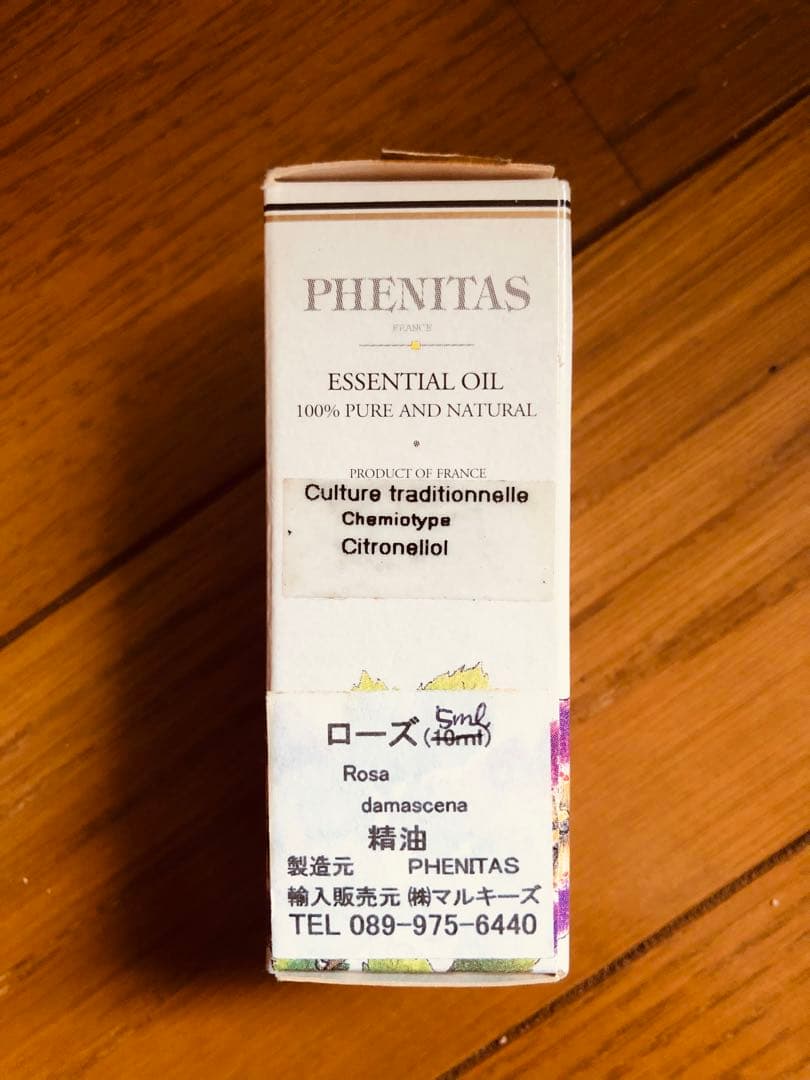 PHENITAS
FRANCE
ESSENTIAL OIL
100% PURE AND NATURAL
PRODUCT OF FRANCE
Culture traditionnelle
Chemiotype
Citronellol
5ml
ローズ(10ml)
Rosa
damascena
精油
製造元 PHENITAS
輸入販売元 ㈱マルキーズ
TEL 089-975-6440